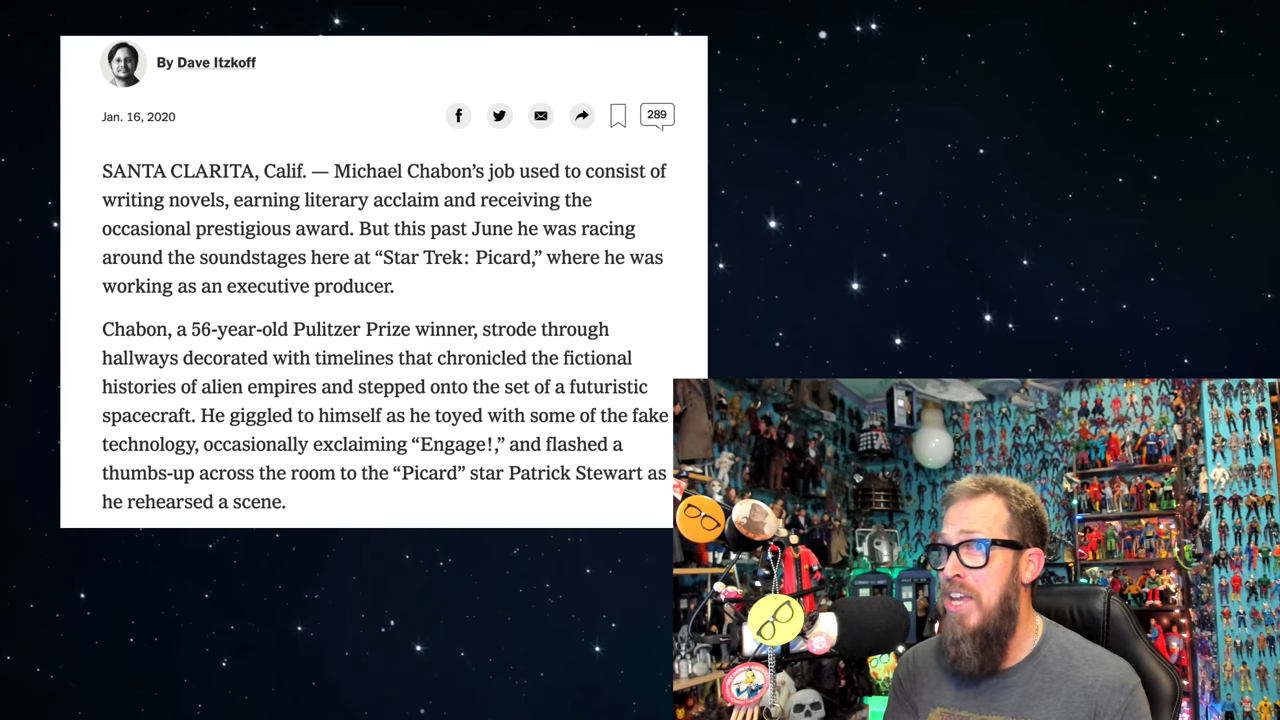 By Dave Itzkoff
Jan. 16, 2020
289
SANTA CLARITA, Calif. — Michael Chabon’s job used to consist of
writing novels, earning literary acclaim and receiving the
occasional prestigious award. But this past June he was racing
around the soundstages here at “Star Trek: Picard,” where he was
working as an executive producer.
Chabon, a 56-year-old Pulitzer Prize winner, strode through
hallways decorated with timelines that chronicled the fictional
histories of alien empires and stepped onto the set of a futuristic
spacecraft. He giggled to himself as he toyed with some of the fake
technology, occasionally exclaiming “Engage!,” and flashed a
thumbs-up across the room to the “Picard” star Patrick Stewart as
he rehearsed a scene.